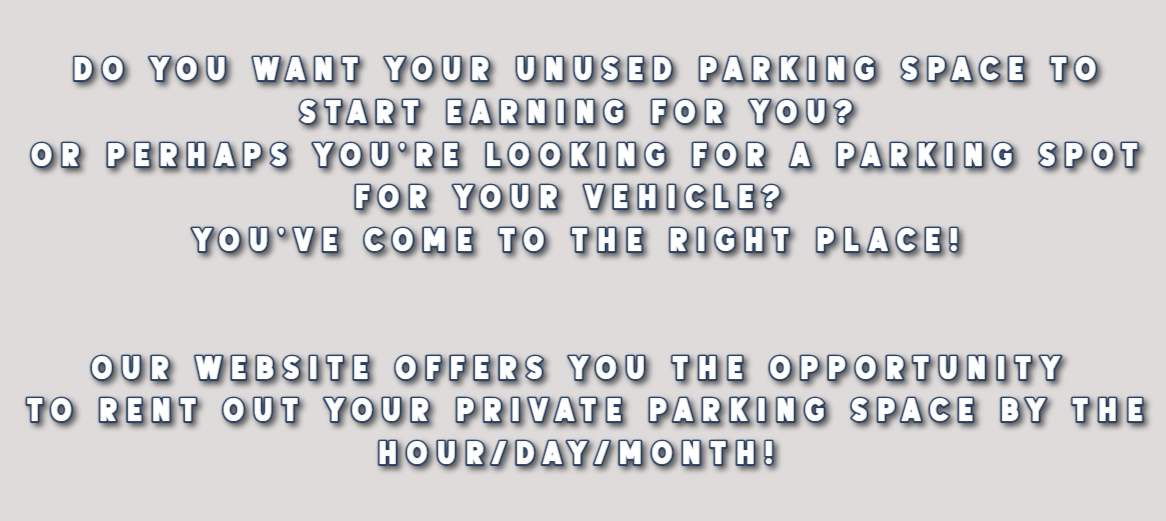 DO YOU WANT YOUR UNUSED PARKING SPACE TO
START EARNING FOR YOU?
OR PERHAPS YOU'RE LOOKING FOR A PARKING SPOT
FOR YOUR VEHICLE?
YOU'VE COME TO THE RIGHT PLACE!
OUR WEBSITE OFFERS YOU THE OPPORTUNITY
TO RENT OUT YOUR PRIVATE PARKING SPACE BY THE
HOUR/DAY/MONTH!